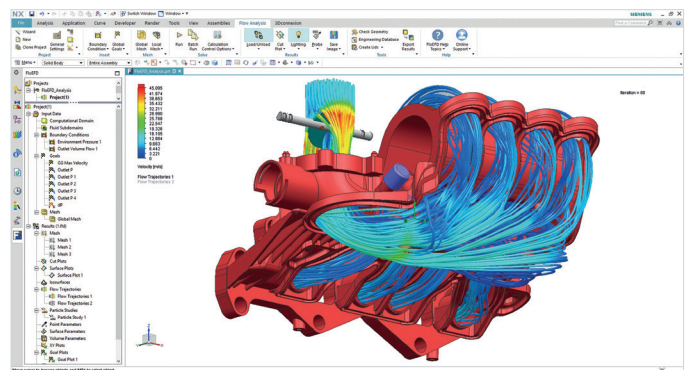 NX Switch Window Window SIEMENS
File Analysis Application Curve Developer Render Tools View Assemblies Flow Analysis 3Dconnexion
Wizard
New
Clone Project
General Settings
Boundary Condition
Global Goals
Global Mesh
Local Mesh
Run
Batch Run
Calculation Control Options
Load/Unload
Cut Plot
Lighting
Probe
Save Image
Check Geometry
Engineering Database
Create Lids
Export Results
FloEFD Help Topics
Online Support
Project Insert Mesh Solve Results Tools Help
Menu Solid Body Entire Assembly
FloEFD
FloEFD_Analysis.prt
Projects
FloEFD_Analysis
Project(1)
Project(1)
Input Data
Computational Domain
Fluid Subdomains
Boundary Conditions
Environment Pressure 1
Outlet Volume Flow 1
Goals
GG Max Velocity
Outlet P
Outlet P 1
Outlet P 2
Outlet P 3
Outlet P 4
dP
Mesh
Global Mesh
Results (1.fld)
Mesh
Mesh 1
Mesh 2
Mesh 3
Cut Plots
Surface Plots
Surface Plot 1
Isosurfaces
Flow Trajectories
Flow Trajectories 1
Flow Trajectories 2
Particle Studies
Particle Study 1
Point Parameters
Surface Parameters
Volume Parameters
XY Plots
Goal Plots
Goal Plot 1
45.095
41.874
38.653
35.432
32.211
28.990
25.769
22.547
19.326
16.105
12.884
9.663
6.442
3.221
0
Velocity [m/s]
Flow Trajectories 1
Flow Trajectories 2
Iteration = 80